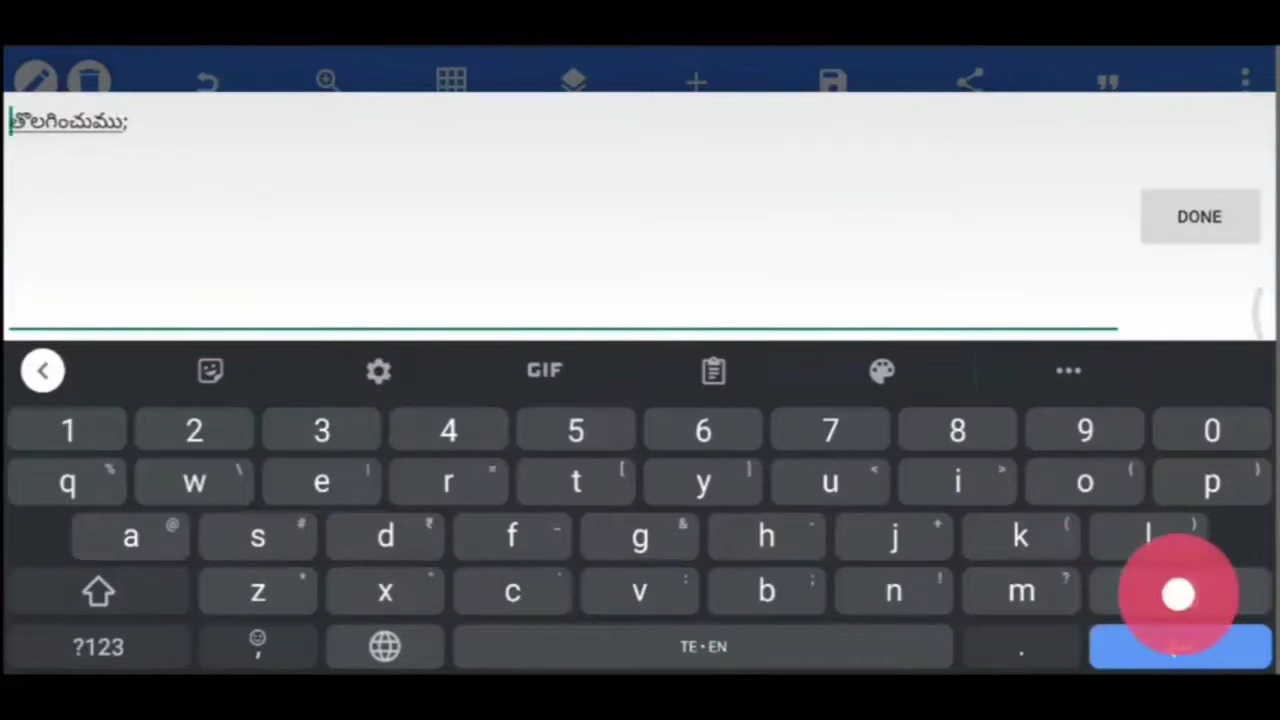 తొలగించుము;
DONE
GIF
1 2 3 4 5 6 7 8 9 0
q % w \ e | r = t [ y ] u < i > o ( p )
a @ s # d ₹ f _ g & h - j + k ( l )
z * x " c ' v : b ; n ! m ?
?123 , TE • EN .